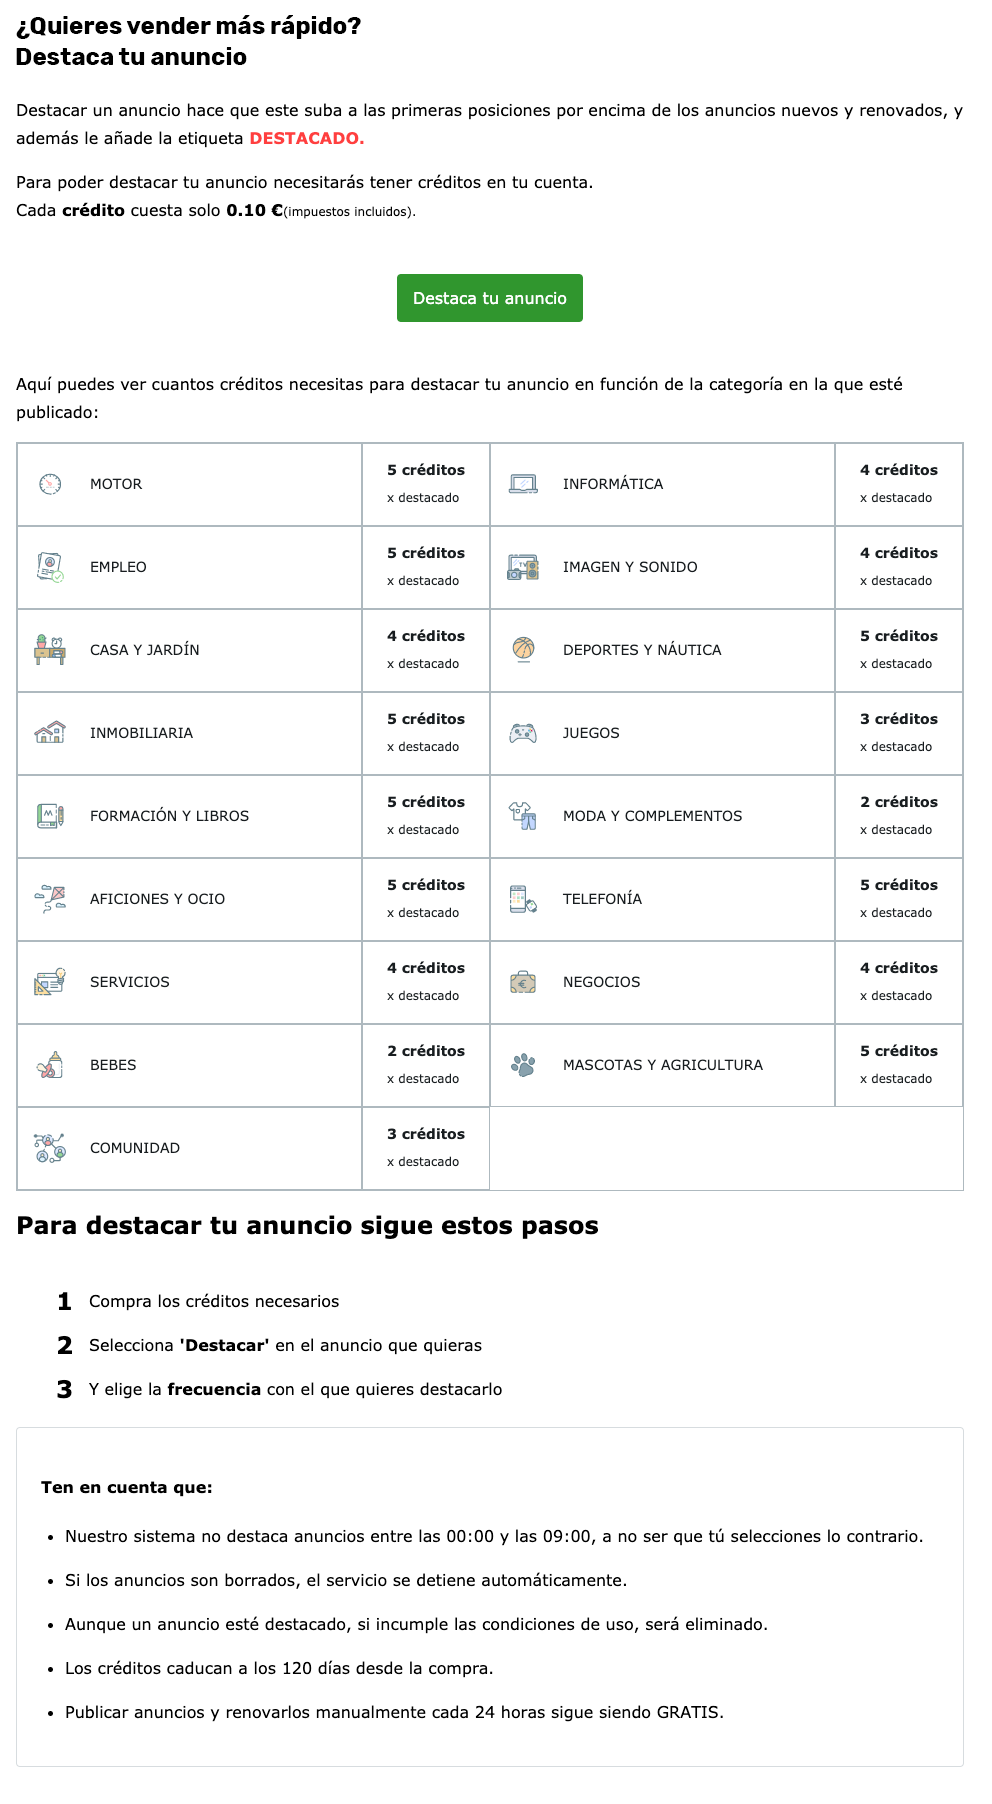 ¿Quieres vender más rápido?
Destaca tu anuncio
Destacar un anuncio hace que este suba a las primeras posiciones por encima de los anuncios nuevos y renovados, y
además le añade la etiqueta DESTACADO.
Para poder destacar tu anuncio necesitarás tener créditos en tu cuenta.
Cada crédito cuesta solo 0.10 €(impuestos incluidos).
Destaca tu anuncio
Aquí puedes ver cuantos créditos necesitas para destacar tu anuncio en función de la categoría en la que esté
publicado:
MOTOR
5 créditos
x destacado
INFORMÁTICA
4 créditos
x destacado
EMPLEO
5 créditos
x destacado
IMAGEN Y SONIDO
4 créditos
x destacado
CASA Y JARDÍN
4 créditos
x destacado
DEPORTES Y NÁUTICA
5 créditos
x destacado
INMOBILIARIA
5 créditos
x destacado
JUEGOS
3 créditos
x destacado
FORMACIÓN Y LIBROS
5 créditos
x destacado
MODA Y COMPLEMENTOS
2 créditos
x destacado
AFICIONES Y OCIO
5 créditos
x destacado
TELEFONÍA
5 créditos
x destacado
SERVICIOS
4 créditos
x destacado
NEGOCIOS
4 créditos
x destacado
BEBES
2 créditos
x destacado
MASCOTAS Y AGRICULTURA
5 créditos
x destacado
COMUNIDAD
3 créditos
x destacado
Para destacar tu anuncio sigue estos pasos
1 Compra los créditos necesarios
2 Selecciona 'Destacar' en el anuncio que quieras
3 Y elige la frecuencia con el que quieres destacarlo
Ten en cuenta que:
• Nuestro sistema no destaca anuncios entre las 00:00 y las 09:00, a no ser que tú selecciones lo contrario.
• Si los anuncios son borrados, el servicio se detiene automáticamente.
• Aunque un anuncio esté destacado, si incumple las condiciones de uso, será eliminado.
• Los créditos caducan a los 120 días desde la compra.
• Publicar anuncios y renovarlos manualmente cada 24 horas sigue siendo GRATIS.